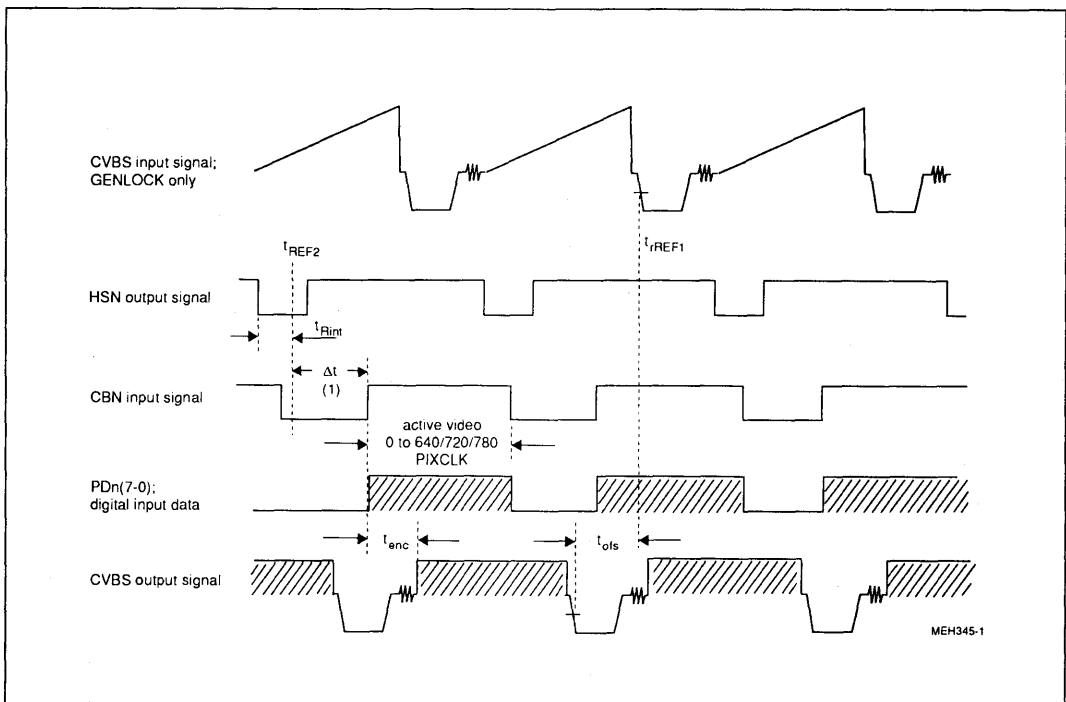 CVBS input signal;
GENLOCK only
tREF2
trREF1
HSN output signal
tRint
Δt
(1)
CBN input signal
active video
0 to 640/720/780
PIXCLK
PDn(7-0);
digital input data
tenc
tofs
CVBS output signal
MEH345-1